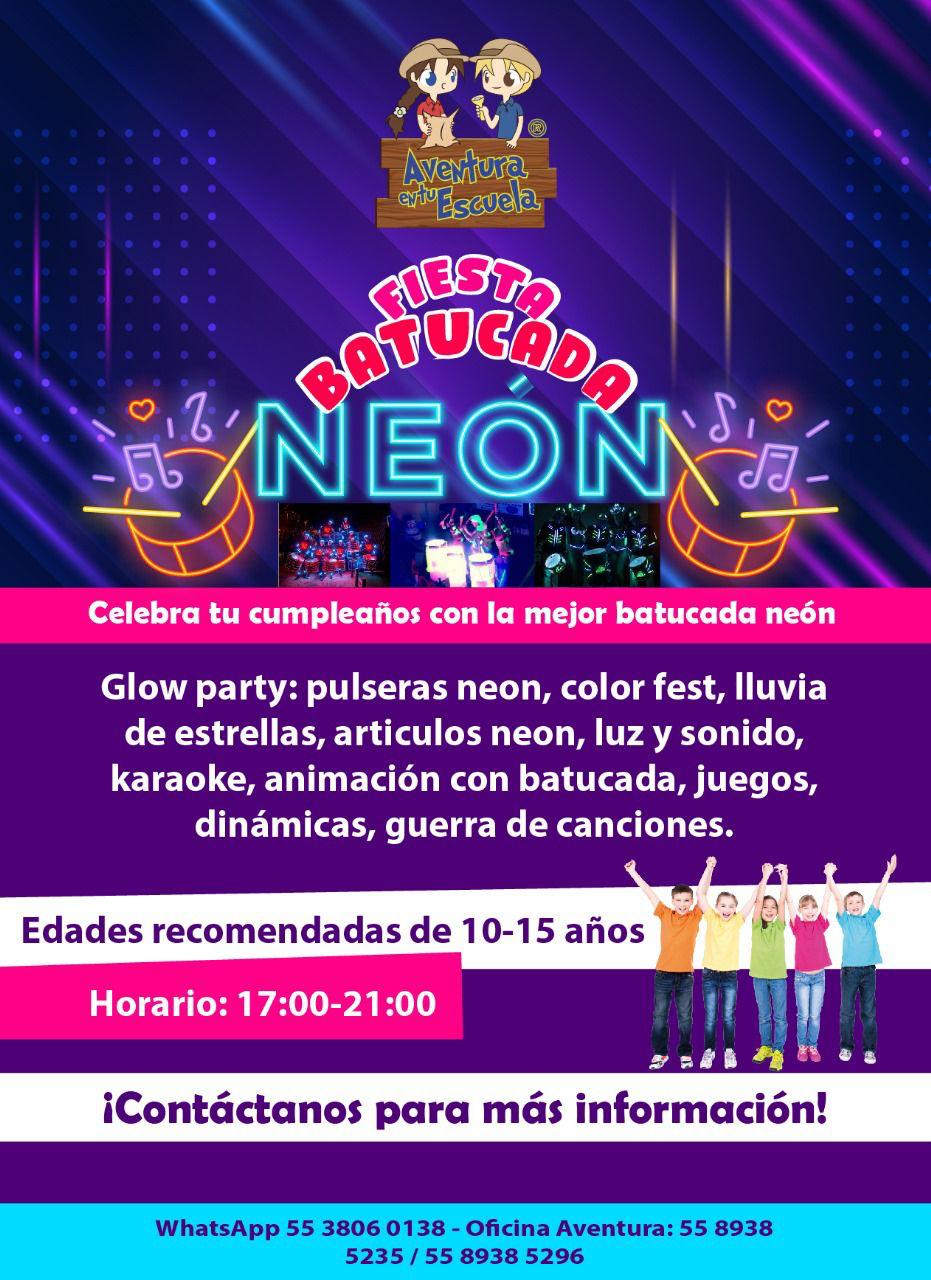 Aventura
en tu Escuela
®
FIESTA
BATUCADA
NEÓN
Celebra tu cumpleaños con la mejor batucada neón
Glow party: pulseras neon, color fest, lluvia
de estrellas, articulos neon, luz y sonido,
karaoke, animación con batucada, juegos,
dinámicas, guerra de canciones.
Edades recomendadas de 10-15 años
Horario: 17:00-21:00
¡Contáctanos para más información!
WhatsApp 55 3806 0138 - Oficina Aventura: 55 8938
5235 / 55 8938 5296